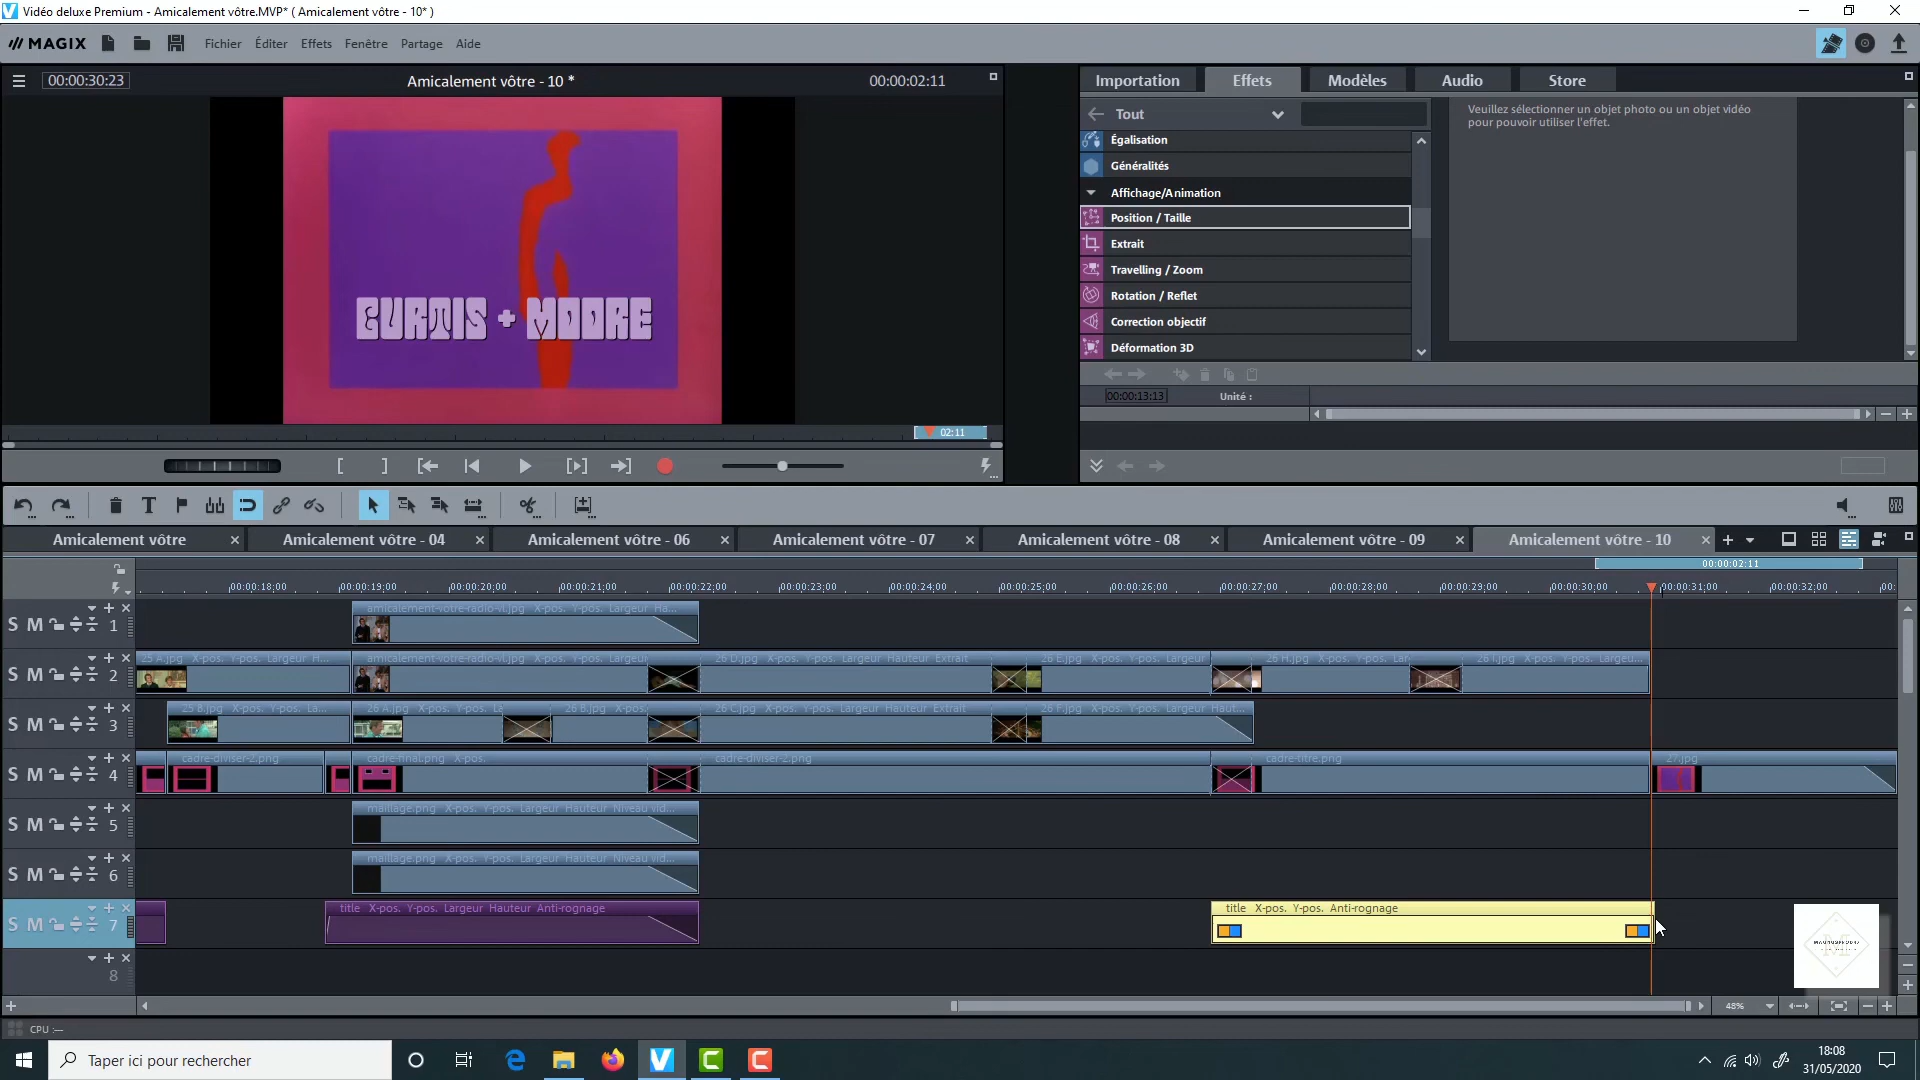 Vidéo deluxe Premium - Amicalement vôtre.MVP* ( Amicalement vôtre - 10* )
MAGIX Fichier Éditer Effets Fenêtre Partage Aide
00:00:30:23 Amicalement vôtre - 10 * 00:00:02:11
Importation Effets Modèles Audio Store
Tout
Veuillez sélectionner un objet photo ou un objet vidéo
pour pouvoir utiliser l'effet.
Égalisation
Généralités
Affichage/Animation
Position / Taille
Extrait
Travelling / Zoom
Rotation / Reflet
Correction objectif
Déformation 3D
CURTIS + MOORE
00:00:13:13 Unité :
02:11
Amicalement vôtre Amicalement vôtre - 04 Amicalement vôtre - 06 Amicalement vôtre - 07 Amicalement vôtre - 08 Amicalement vôtre - 09 Amicalement vôtre - 10
00:00:02:11
00:00:18:00 00:00:19:00 00:00:20:00 00:00:21:00 00:00:22:00 00:00:23:00 00:00:24:00 00:00:25:00 00:00:26:00 00:00:27:00 00:00:28:00 00:00:29:00 00:00:30:00 00:00:31:00 00:00:32:00 00:
amicalement-votre-radio-vl.jpg X-pos. Y-pos. Largeur Ha...
S M 1
25 A.jpg X-pos. Y-pos. Largeur H... amicalement-votre-radio-vl.jpg X-pos. Y-pos. Largeur 26 D.jpg X-pos. Y-pos. Largeur Hauteur Extrait 26 E.jpg X-pos. Y-pos. Largeur 26 H.jpg X-pos. Y-pos. Lar 26 I.jpg X-pos. Y-pos. Largeu...
S M 2
25 B.jpg X-pos. Y-pos. La... 26 A.jpg X-pos. Y-pos. La 26 B.jpg X-pos. 26 C.jpg X-pos. Y-pos. Largeur Hauteur Extrait 26 F.jpg X-pos. Y-pos. Largeur Haut...
S M 3
cadre-diviser-2.png cadre-final.png X-pos. cadre-diviser-2.png cadre-titre.png 27.jpg
S M 4
maillage.png X-pos. Y-pos. Largeur Hauteur Niveau vid...
S M 5
maillage.png X-pos. Y-pos. Largeur Hauteur Niveau vid...
S M 6
title X-pos. Y-pos. Largeur Hauteur Anti-rognage title X-pos. Y-pos. Anti-rognage
S M 7
8
48%
CPU :—
Taper ici pour rechercher
18:08
31/05/2020